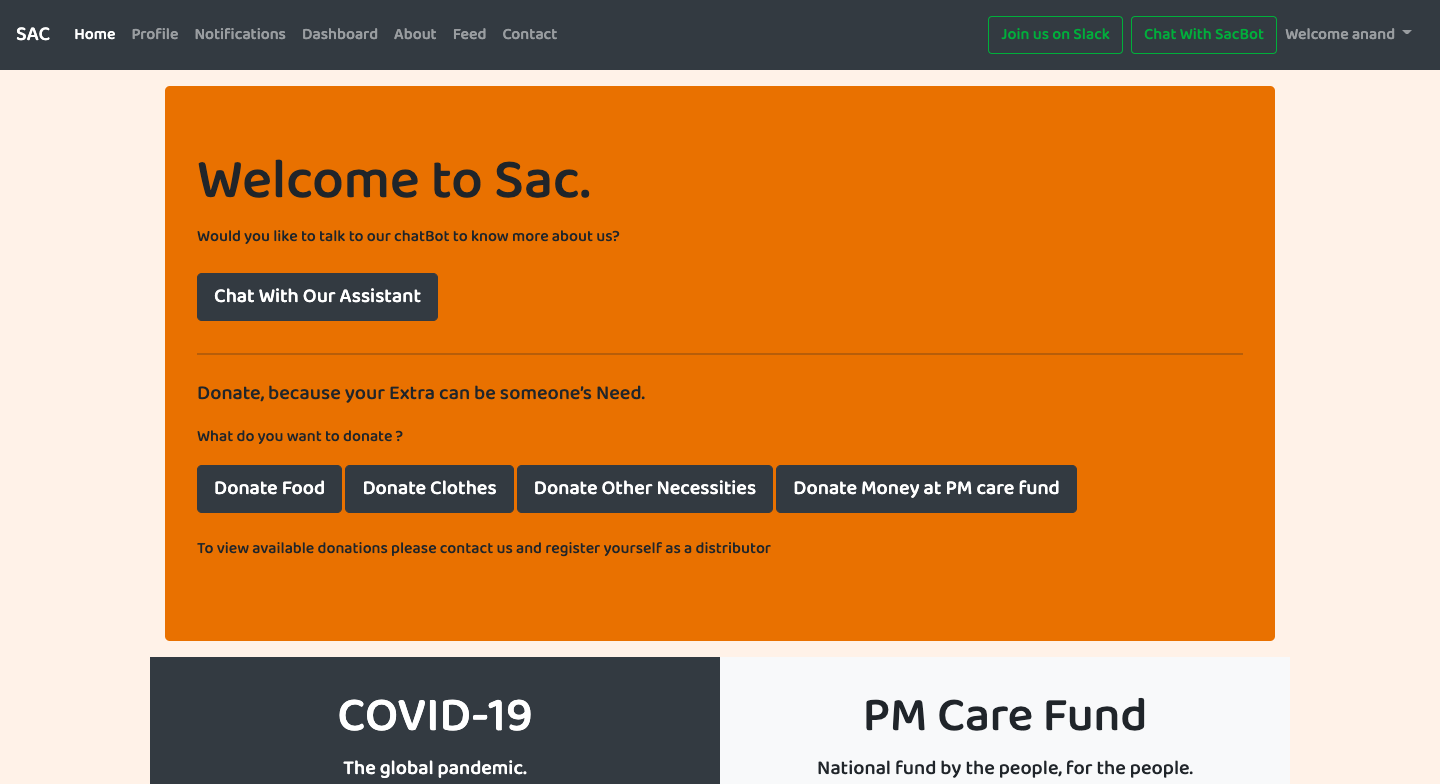 SAC Home Profile Notifications Dashboard About Feed Contact Join us on Slack Chat With SacBot Welcome anand
Welcome to Sac.
Would you like to talk to our chatBot to know more about us?
Chat With Our Assistant
Donate, because your Extra can be someone's Need.
What do you want to donate ?
Donate Food Donate Clothes Donate Other Necessities Donate Money at PM care fund
To view available donations please contact us and register yourself as a distributor
COVID-19
The global pandemic.
PM Care Fund
National fund by the people, for the people.